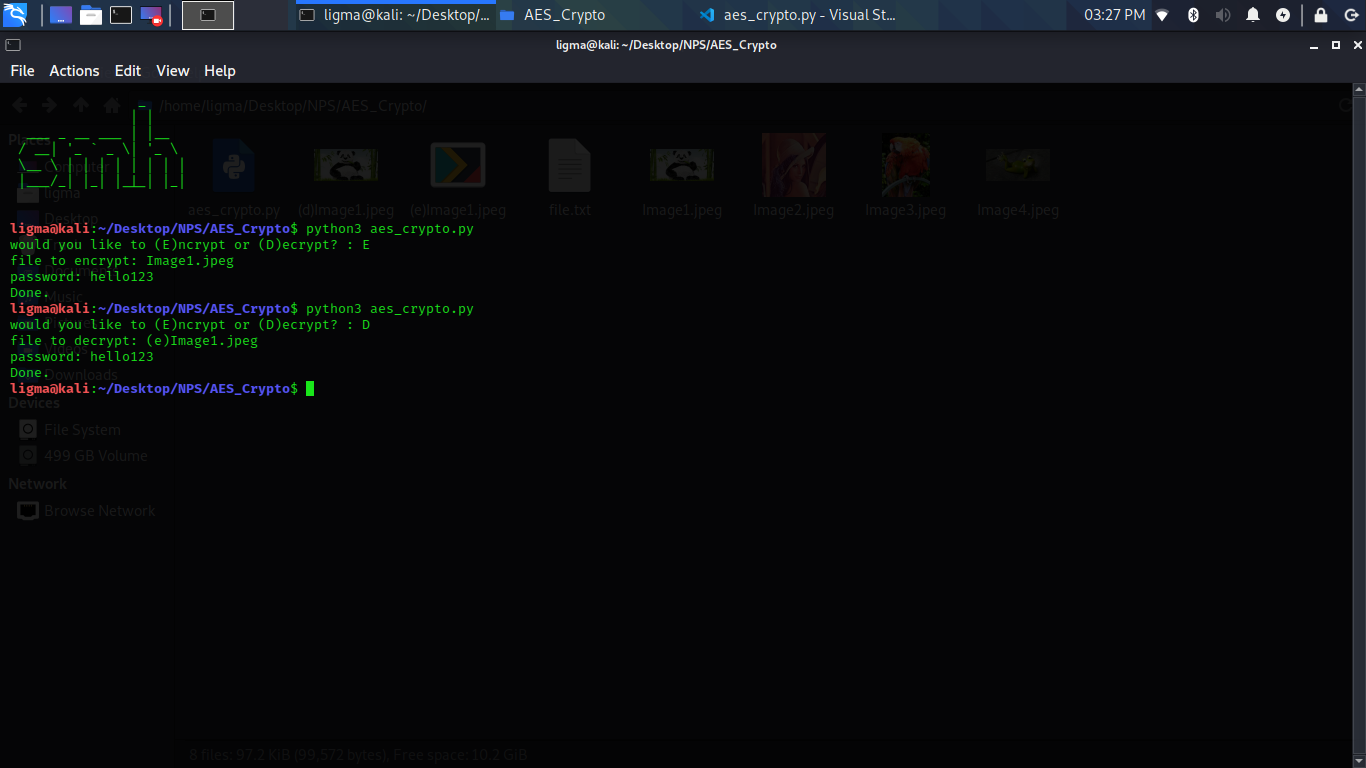 ligma@kali: ~/Desktop/...
AES_Crypto
aes_crypto.py - Visual St...
03:27 PM
ligma@kali: ~/Desktop/NPS/AES_Crypto
File Actions Edit View Help
/home/ligma/Desktop/NPS/AES_Crypto/
smh
Computer
ligma
Desktop
aes_crypto.py (d)Image1.jpeg (e)Image1.jpeg file.txt Image1.jpeg Image2.jpeg Image3.jpeg Image4.jpeg
ligma@kali:~/Desktop/NPS/AES_Crypto$ python3 aes_crypto.py
would you like to (E)ncrypt or (D)ecrypt? : E
file to encrypt: Image1.jpeg
password: hello123
Done.
Music
ligma@kali:~/Desktop/NPS/AES_Crypto$ python3 aes_crypto.py
would you like to (E)ncrypt or (D)ecrypt? : D
file to decrypt: (e)Image1.jpeg
password: hello123
Done.
Downloads
ligma@kali:~/Desktop/NPS/AES_Crypto$
Devices
File System
499 GB Volume
Network
Browse Network
8 files: 97.2 KiB (99,572 bytes), Free space: 10.2 GiB